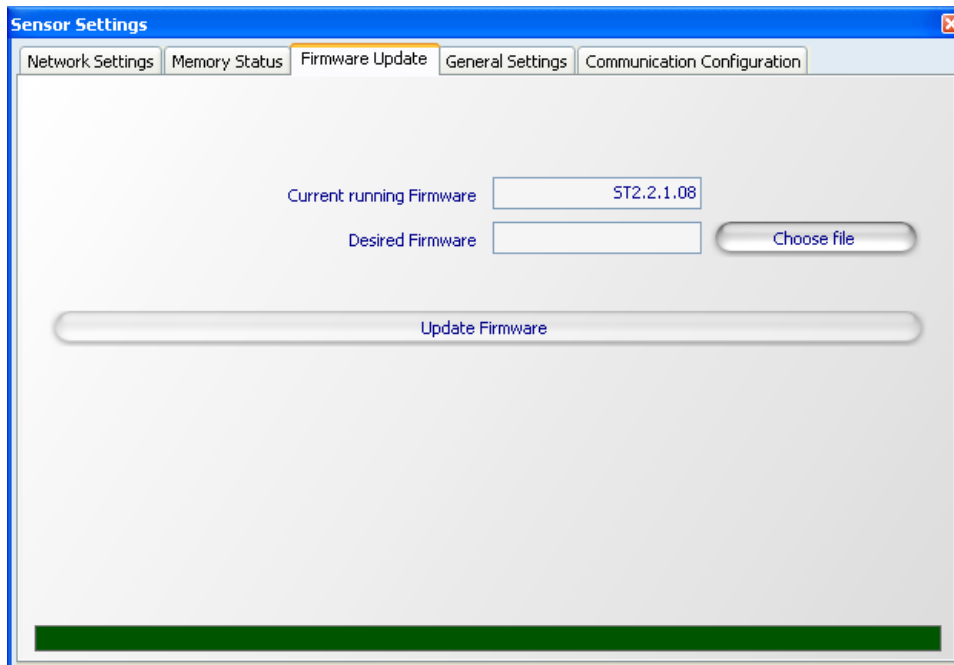 Sensor Settings
Network Settings Memory Status Firmware Update General Settings Communication Configuration
Current running Firmware ST2.2.1.08
Desired Firmware Choose file
Update Firmware